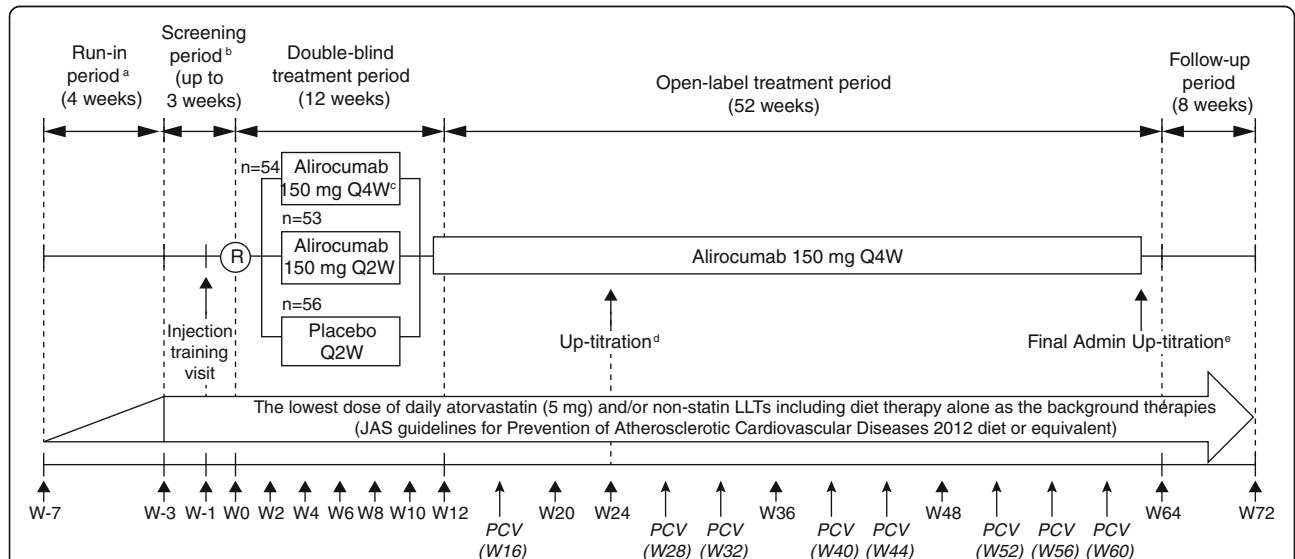 Run-in
period a
(4 weeks)
Screening
period b
(up to
3 weeks)
Double-blind
treatment period
(12 weeks)
Open-label treatment period
(52 weeks)
Follow-up
period
(8 weeks)
n=54
Alirocumab
150 mg Q4Wc
n=53
Alirocumab
150 mg Q2W
n=56
Placebo
Q2W
R
Alirocumab 150 mg Q4W
Injection
training
visit
Up-titration d
Final Admin Up-titration e
The lowest dose of daily atorvastatin (5 mg) and/or non-statin LLTs including diet therapy alone as the background therapies
(JAS guidelines for Prevention of Atherosclerotic Cardiovascular Diseases 2012 diet or equivalent)
W-7
W-3
W-1
W0
W2
W4
W6
W8
W10
W12
PCV
(W16)
W20
W24
PCV
(W28)
PCV
(W32)
W36
PCV
(W40)
PCV
(W44)
W48
PCV
(W52)
PCV
(W56)
PCV
(W60)
W64
W72